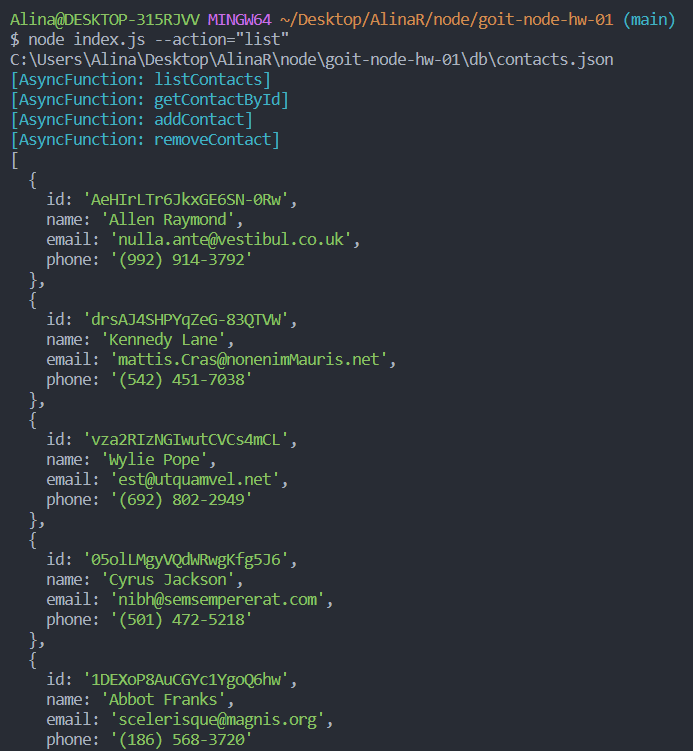 Alina@DESKTOP-315RJVV MINGW64 ~/Desktop/AlinaR/node/goit-node-hw-01 (main)
$ node index.js --action="list"
C:\Users\Alina\Desktop\AlinaR\node\goit-node-hw-01\db\contacts.json
[AsyncFunction: listContacts]
[AsyncFunction: getContactById]
[AsyncFunction: addContact]
[AsyncFunction: removeContact]
[
  {
    id: 'AeHIrLTr6JkxGE6SN-0Rw',
    name: 'Allen Raymond',
    email: 'nulla.ante@vestibul.co.uk',
    phone: '(992) 914-3792'
  },
  {
    id: 'drsAJ4SHPYqZeG-83QTVW',
    name: 'Kennedy Lane',
    email: 'mattis.Cras@nonenimMauris.net',
    phone: '(542) 451-7038'
  },
  {
    id: 'vza2RIzNGIwutCVCs4mCL',
    name: 'Wylie Pope',
    email: 'est@utquamvel.net',
    phone: '(692) 802-2949'
  },
  {
    id: '05olLMgyVQdWRwgKfg5J6',
    name: 'Cyrus Jackson',
    email: 'nibh@semsempererat.com',
    phone: '(501) 472-5218'
  },
  {
    id: '1DEXoP8AuCGYc1YgoQ6hw',
    name: 'Abbot Franks',
    email: 'scelerisque@magnis.org',
    phone: '(186) 568-3720'